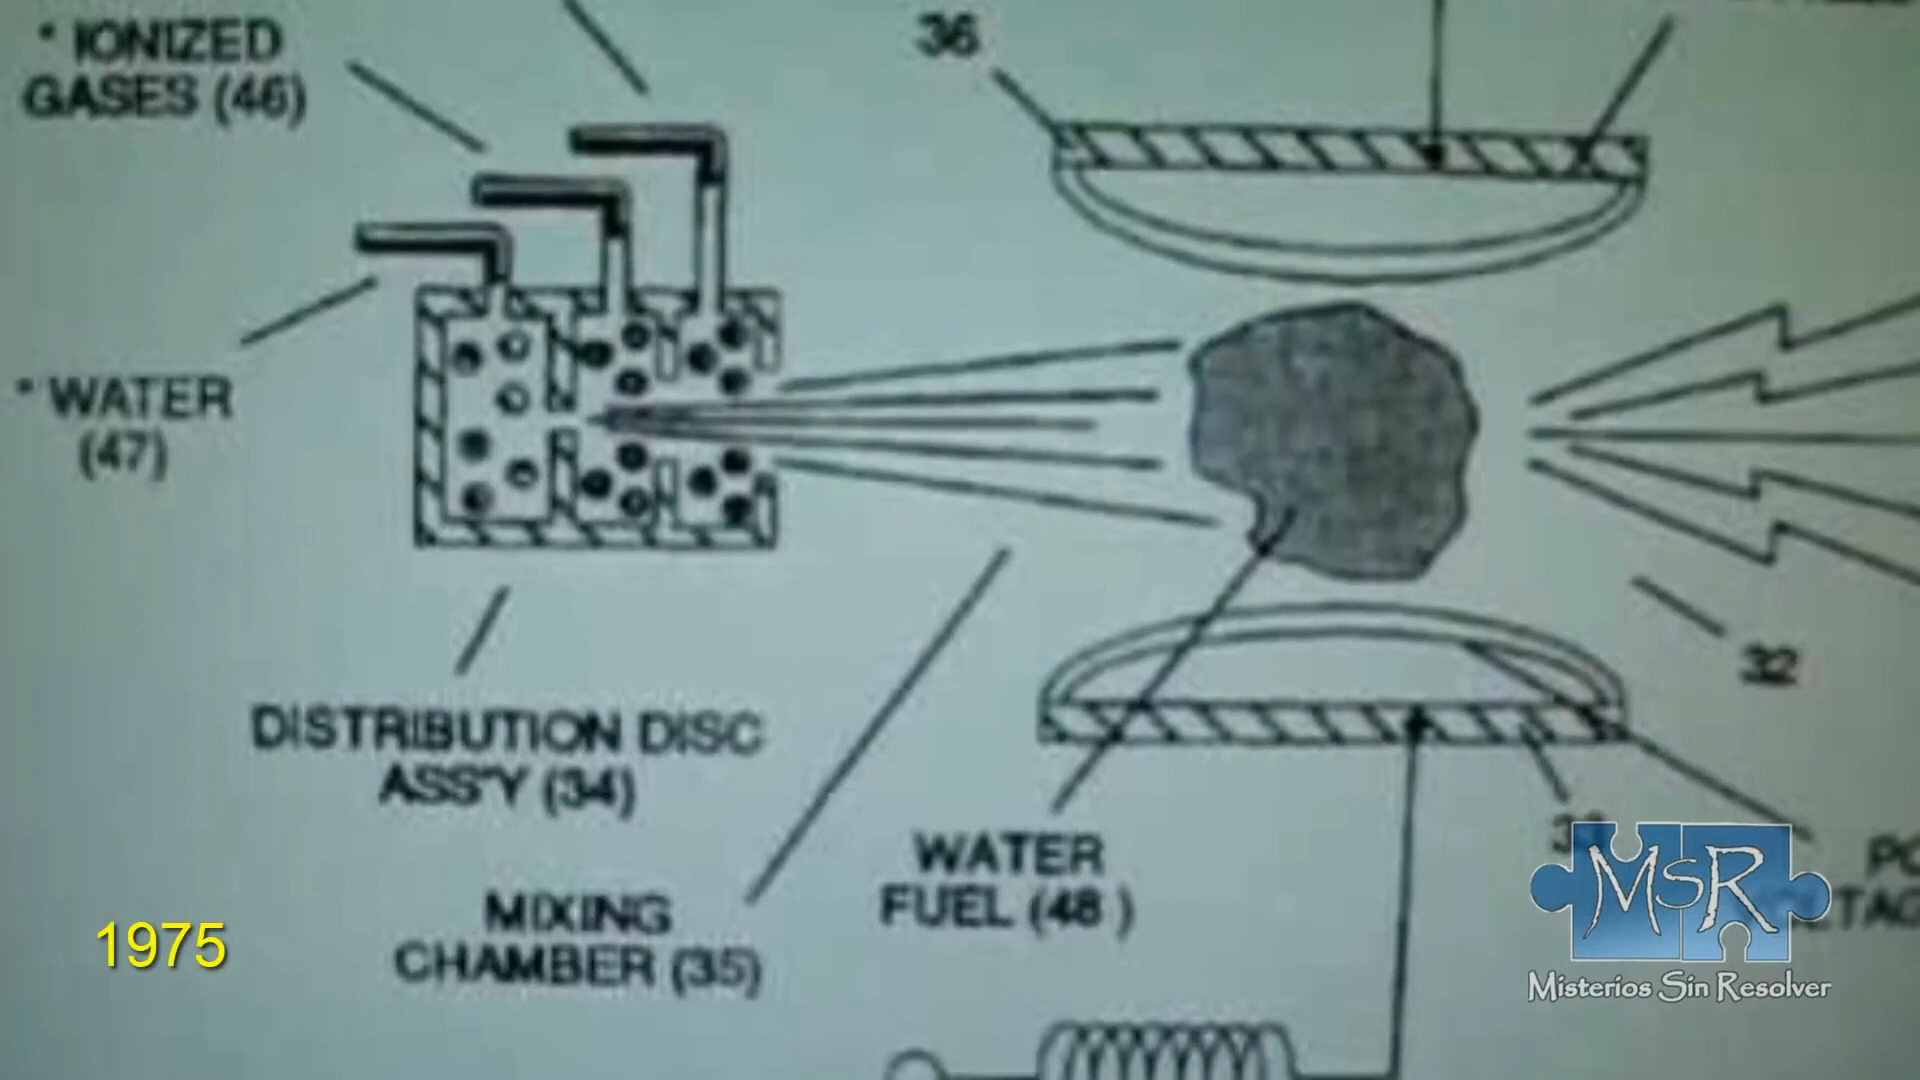 * IONIZED
GASES (46)
36
* WATER
(47)
32
DISTRIBUTION DISC
ASS'Y (34)
WATER
FUEL (48 )
MIXING
CHAMBER (35)
1975
MSR
Misterios Sin Resolver